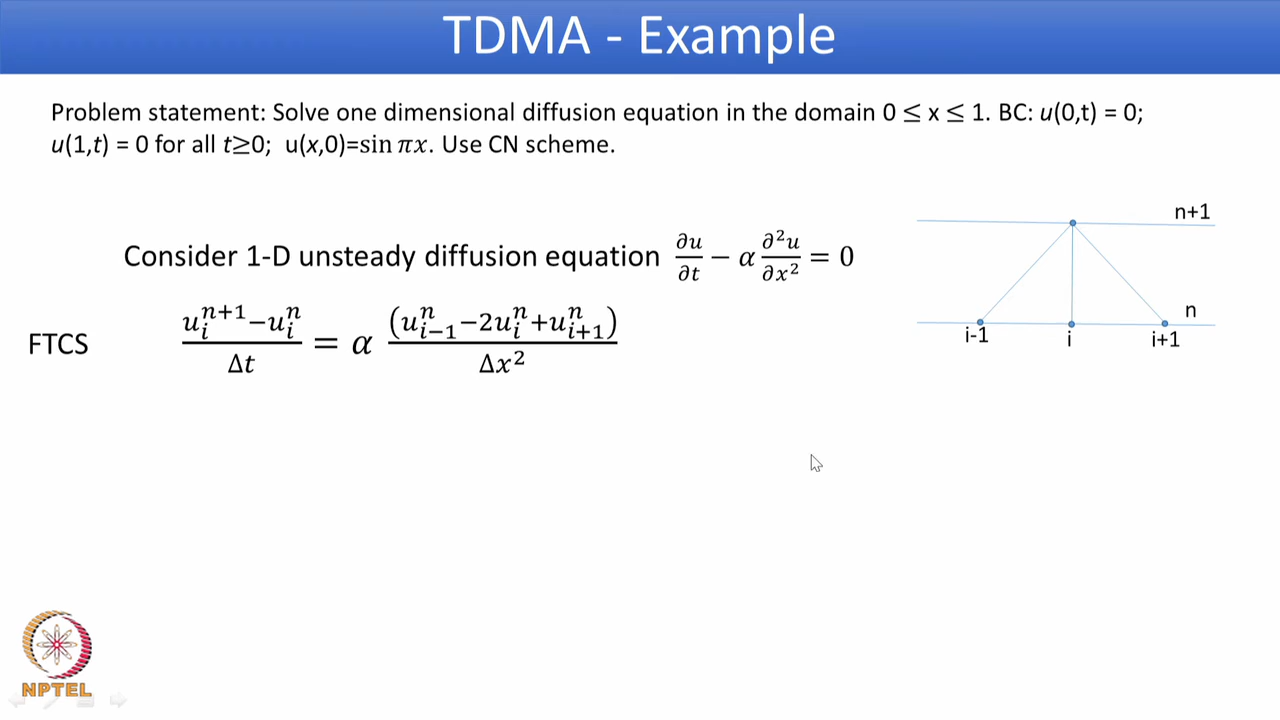 TDMA - Example
Problem statement: Solve one dimensional diffusion equation in the domain 0 ≤ x ≤ 1. BC: u(0,t) = 0;
u(1,t) = 0 for all t≥0;  u(x,0)=sin πx. Use CN scheme.
Consider 1-D unsteady diffusion equation ∂u/∂t − α ∂²u/∂x² = 0
FTCS (u_i^{n+1}−u_i^n)/Δt = α (u_{i−1}^n−2u_i^n+u_{i+1}^n)/Δx²
n+1
n
i-1 i i+1
NPTEL